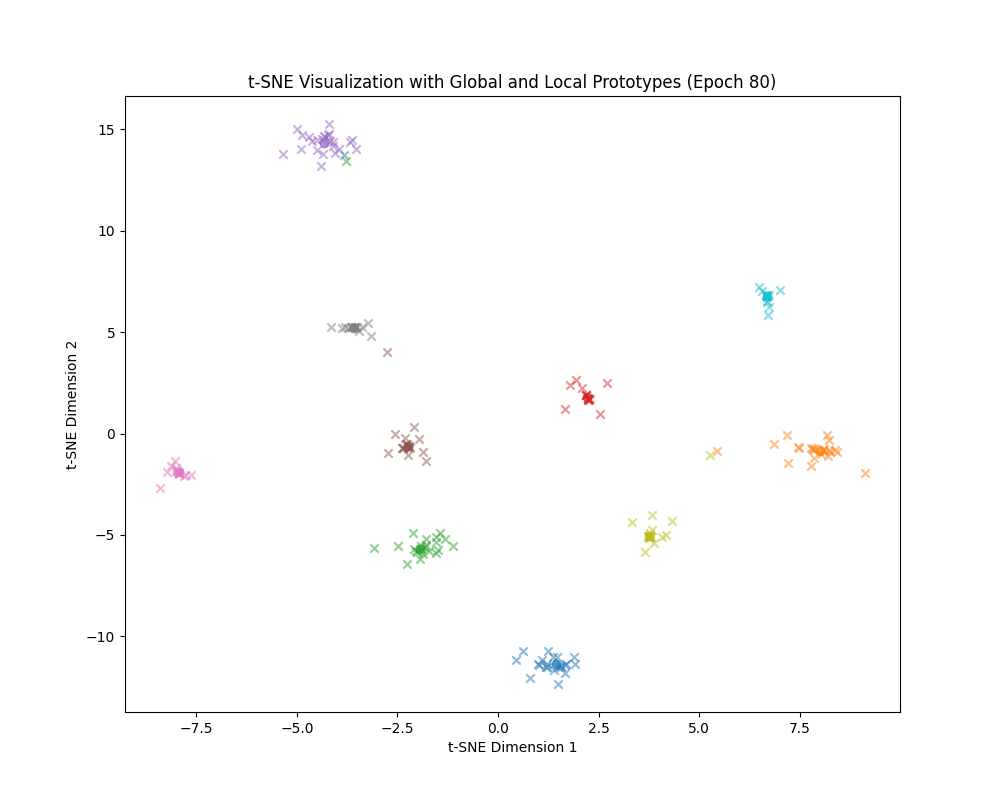 t-SNE Visualization with Global and Local Prototypes (Epoch 80)
15
10
5
0
−5
−10
t-SNE Dimension 2
−7.5 −5.0 −2.5 0.0 2.5 5.0 7.5
t-SNE Dimension 1